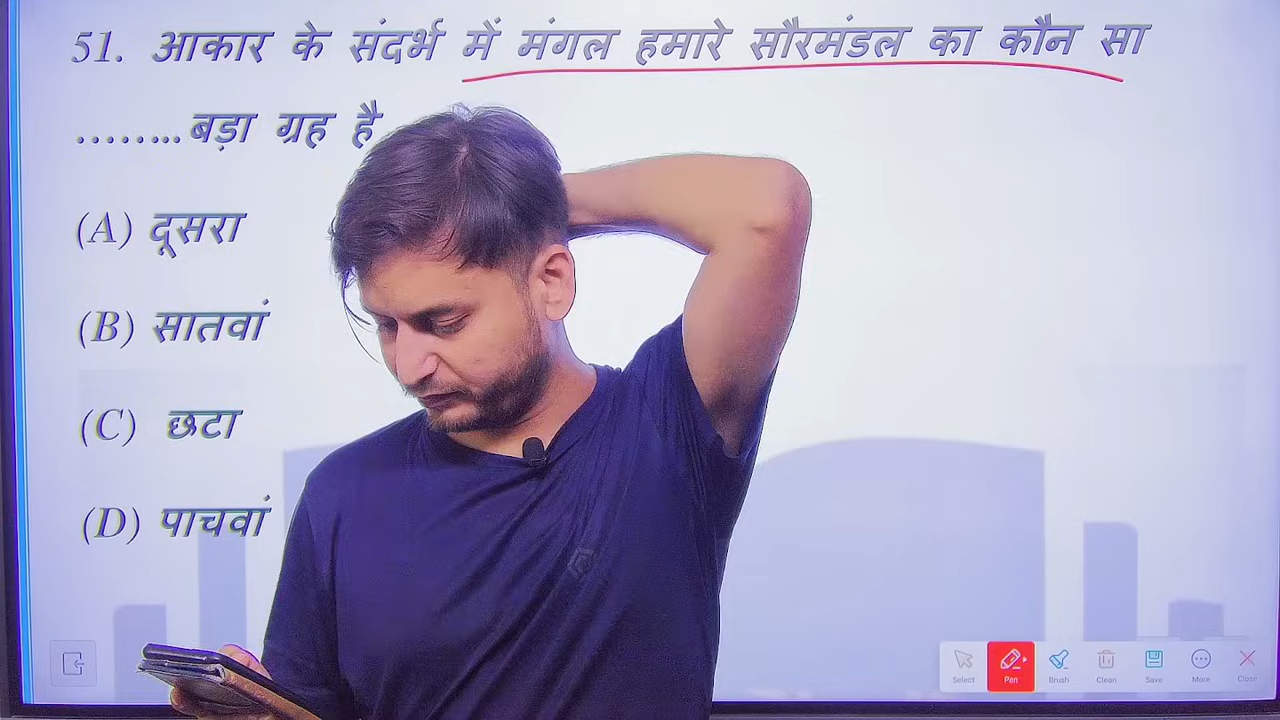 51. आकार के संदर्भ में मंगल हमारे सौरमंडल का कौन सा
........बड़ा ग्रह है
(A) दूसरा
(B) सातवां
(C) छटा
(D) पाचवां
Select
Pen
Brush
Clean
Save
More
Close